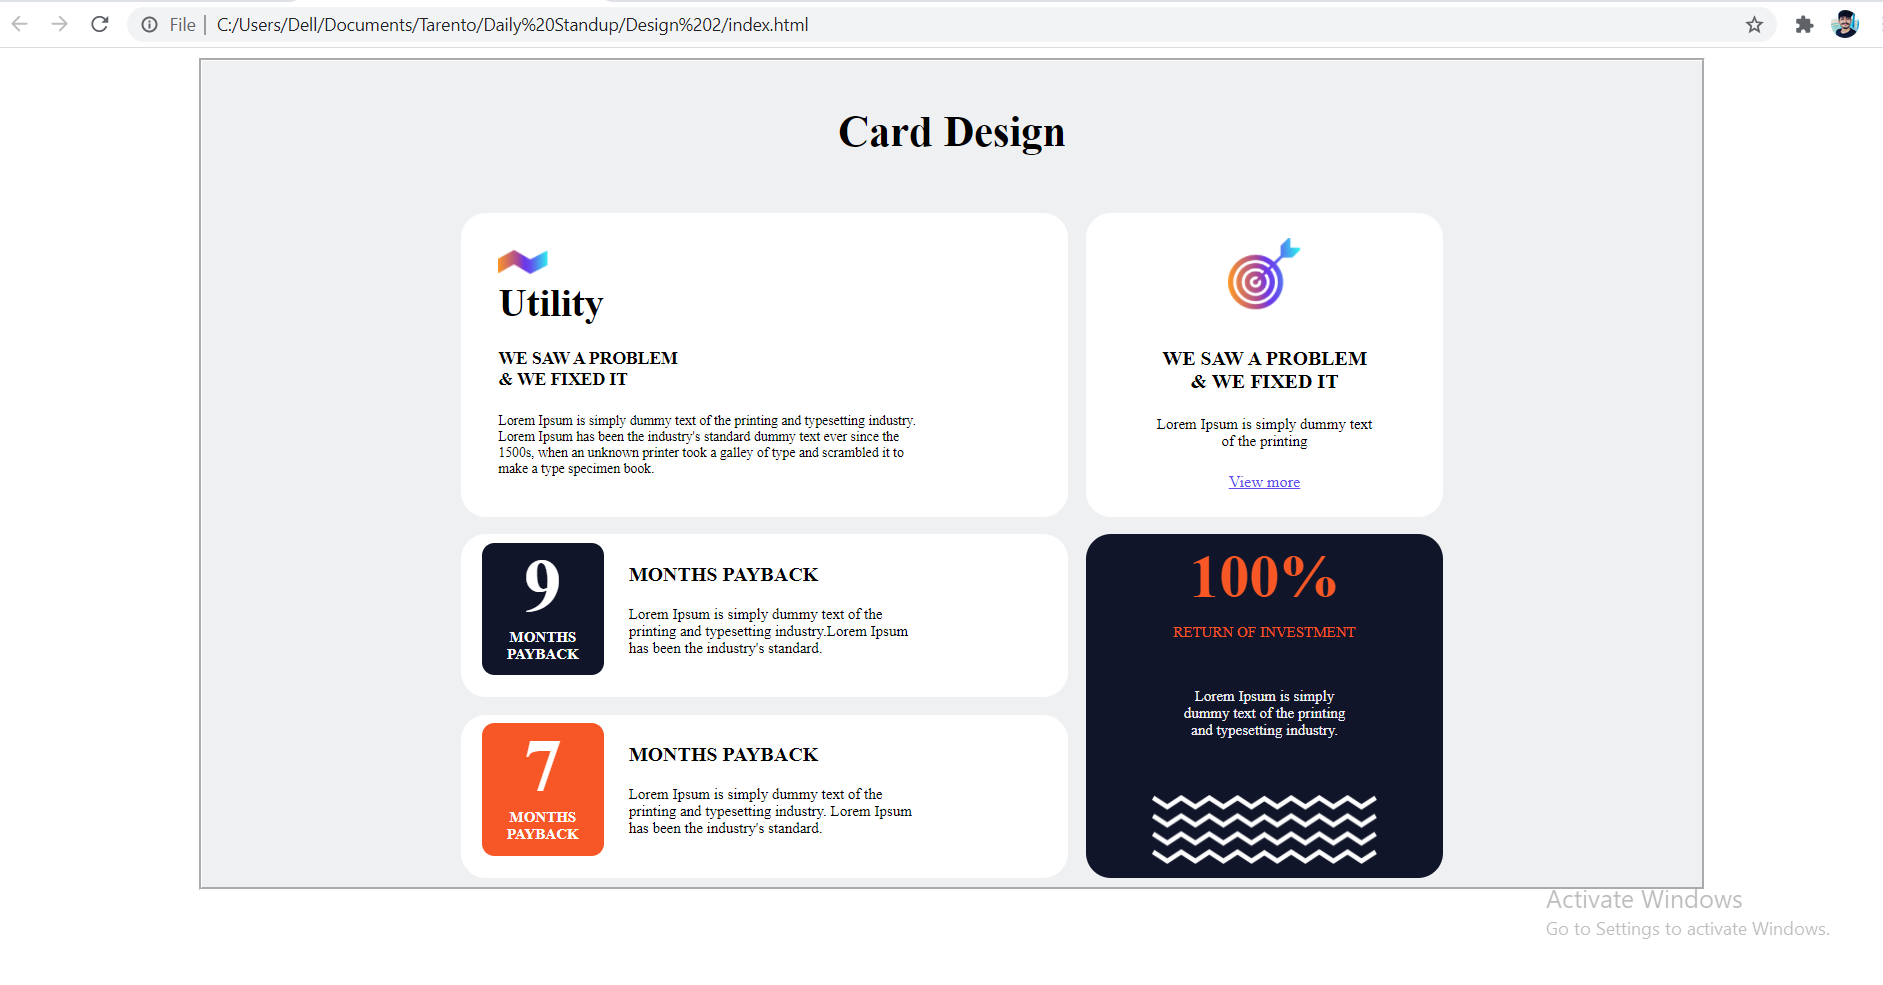 File | C:/Users/Dell/Documents/Tarento/Daily%20Standup/Design%202/index.html
Card Design
Utility
WE SAW A PROBLEM
& WE FIXED IT
Lorem Ipsum is simply dummy text of the printing and typesetting industry.
Lorem Ipsum has been the industry's standard dummy text ever since the
1500s, when an unknown printer took a galley of type and scrambled it to
make a type specimen book.
WE SAW A PROBLEM
& WE FIXED IT
Lorem Ipsum is simply dummy text
of the printing
View more
9
MONTHS
PAYBACK
MONTHS PAYBACK
Lorem Ipsum is simply dummy text of the
printing and typesetting industry.Lorem Ipsum
has been the industry's standard.
7
MONTHS
PAYBACK
MONTHS PAYBACK
Lorem Ipsum is simply dummy text of the
printing and typesetting industry. Lorem Ipsum
has been the industry's standard.
100%
RETURN OF INVESTMENT
Lorem Ipsum is simply
dummy text of the printing
and typesetting industry.
Activate Windows
Go to Settings to activate Windows.